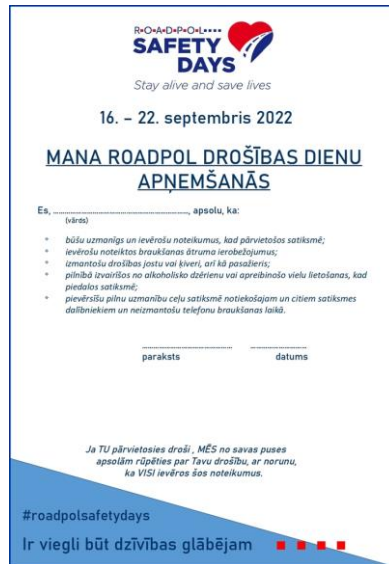 R•O•A•D•P•O•L••••
SAFETY
DAYS
Stay alive and save lives
16. – 22. septembris 2022
MANA ROADPOL DROŠĪBAS DIENU
APŅEMŠANĀS
Es, ................................................, apsolu, ka:
(vārds)
* būšu uzmanīgs un ievērošu noteikumus, kad pārvietošos satiksmē;
* ievērošu noteiktos braukšanas ātruma ierobežojumus;
* izmantošu drošības jostu vai ķiveri, arī kā pasažieris;
* pilnībā izvairīšos no alkoholisko dzērienu vai apreibinošo vielu lietošanas, kad
piedalos satiksmē;
* pievērsīšu pilnu uzmanību ceļu satiksmē notiekošajam un citiem satiksmes
dalībniekiem un neizmantošu telefonu braukšanas laikā.
................................ ....................
paraksts datums
Ja TU pārvietosies droši , MĒS no savas puses
apsolām rūpēties par Tavu drošību, ar norunu,
ka VISI ievēros šos noteikumus.
#roadpolsafetydays
Ir viegli būt dzīvības glābējam